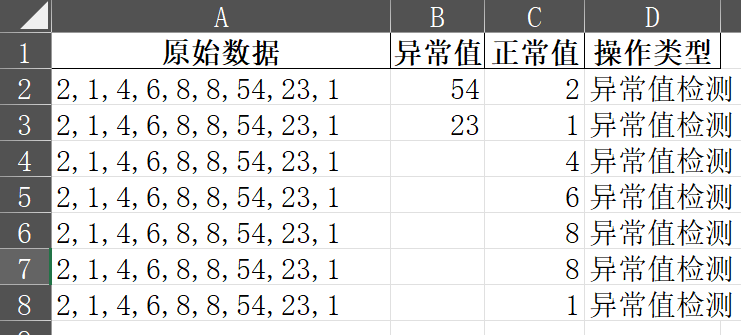 A B C D
1 原始数据 异常值 正常值 操作类型
2 2,1,4,6,8,8,54,23,1 54 2 异常值检测
3 2,1,4,6,8,8,54,23,1 23 1 异常值检测
4 2,1,4,6,8,8,54,23,1 4 异常值检测
5 2,1,4,6,8,8,54,23,1 6 异常值检测
6 2,1,4,6,8,8,54,23,1 8 异常值检测
7 2,1,4,6,8,8,54,23,1 8 异常值检测
8 2,1,4,6,8,8,54,23,1 1 异常值检测